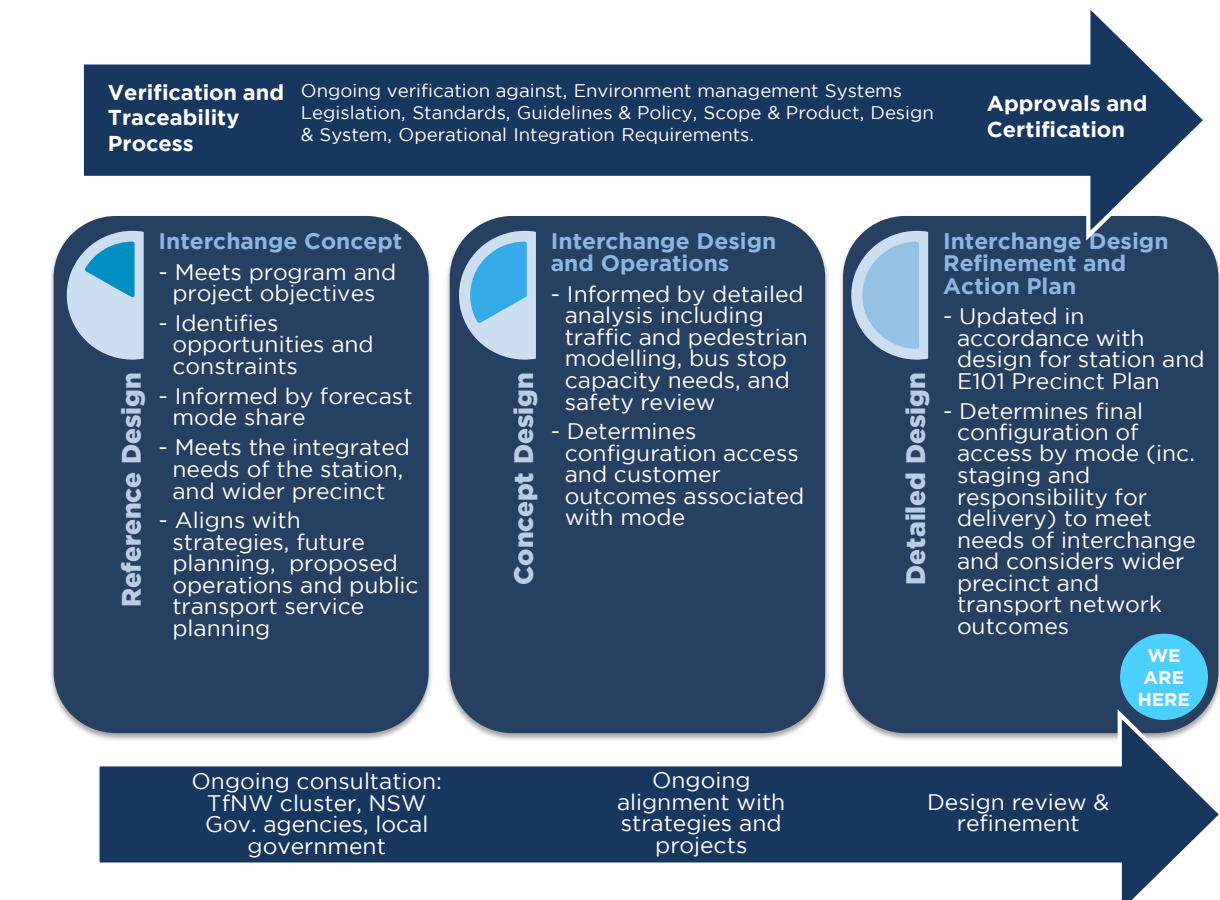 Verification and
Traceability
Process
Ongoing verification against, Environment management Systems
Legislation, Standards, Guidelines & Policy, Scope & Product, Design
& System, Operational Integration Requirements.
Approvals and
Certification
Reference Design
Interchange Concept
- Meets program and
project objectives
- Identifies
opportunities and
constraints
- Informed by forecast
mode share
- Meets the integrated
needs of the station,
and wider precinct
- Aligns with
strategies, future
planning, proposed
operations and public
transport service
planning
Concept Design
Interchange Design
and Operations
- Informed by detailed
analysis including
traffic and pedestrian
modelling, bus stop
capacity needs, and
safety review
- Determines
configuration access
and customer
outcomes associated
with mode
Detailed Design
Interchange Design
Refinement and
Action Plan
- Updated in
accordance with
design for station and
E101 Precinct Plan
- Determines final
configuration of
access by mode (inc.
staging and
responsibility for
delivery) to meet
needs of interchange
and considers wider
precinct and
transport network
outcomes
WE
ARE
HERE
Ongoing consultation:
TfNW cluster, NSW
Gov. agencies, local
government
Ongoing
alignment with
strategies and
projects
Design review &
refinement